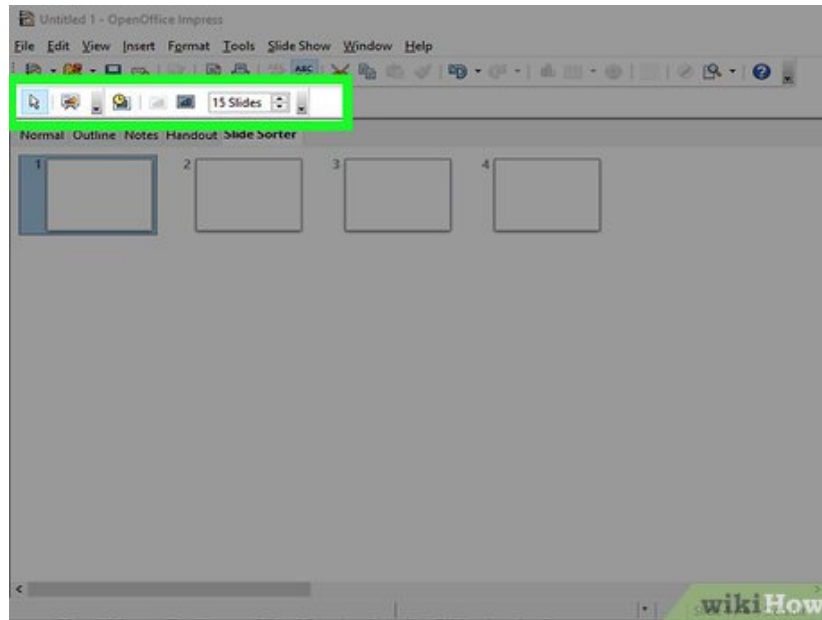 Untitled 1 - OpenOffice Impress
File Edit View Insert Format Tools Slide Show Window Help
ABC
15 Slides
Normal Outline Notes Handout Slide Sorter
1 2 3 4
wikiHow